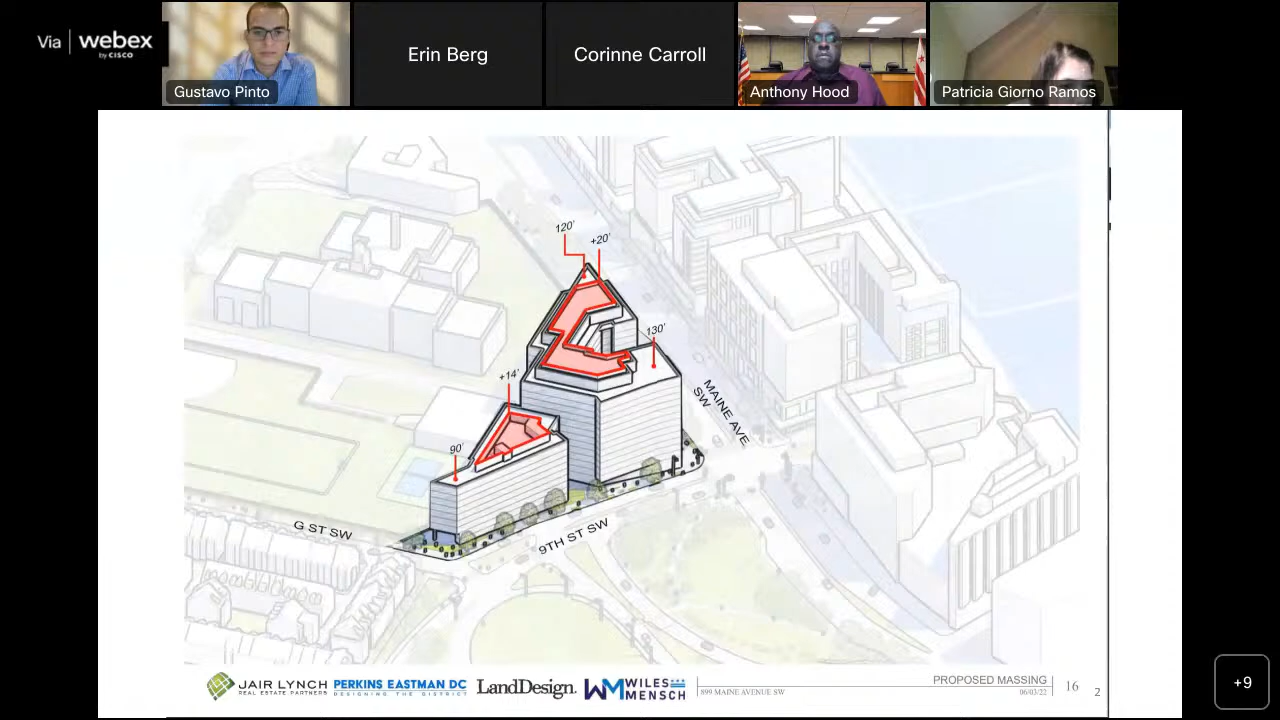 Via | webex
by CISCO
Gustavo Pinto
Erin Berg
Corinne Carroll
Anthony Hood
Patricia Giorno Ramos
120'
+20'
130'
+14'
90'
MAINE AVE
SW
G ST SW
9TH ST SW
JAIR LYNCH
REAL ESTATE PARTNERS
PERKINS EASTMAN DC
DESIGNING THE DISTRICT
LandDesign.
WM WILES
MENSCH
899 MAINE AVENUE SW
PROPOSED MASSING
06/03/22
16
2
+9